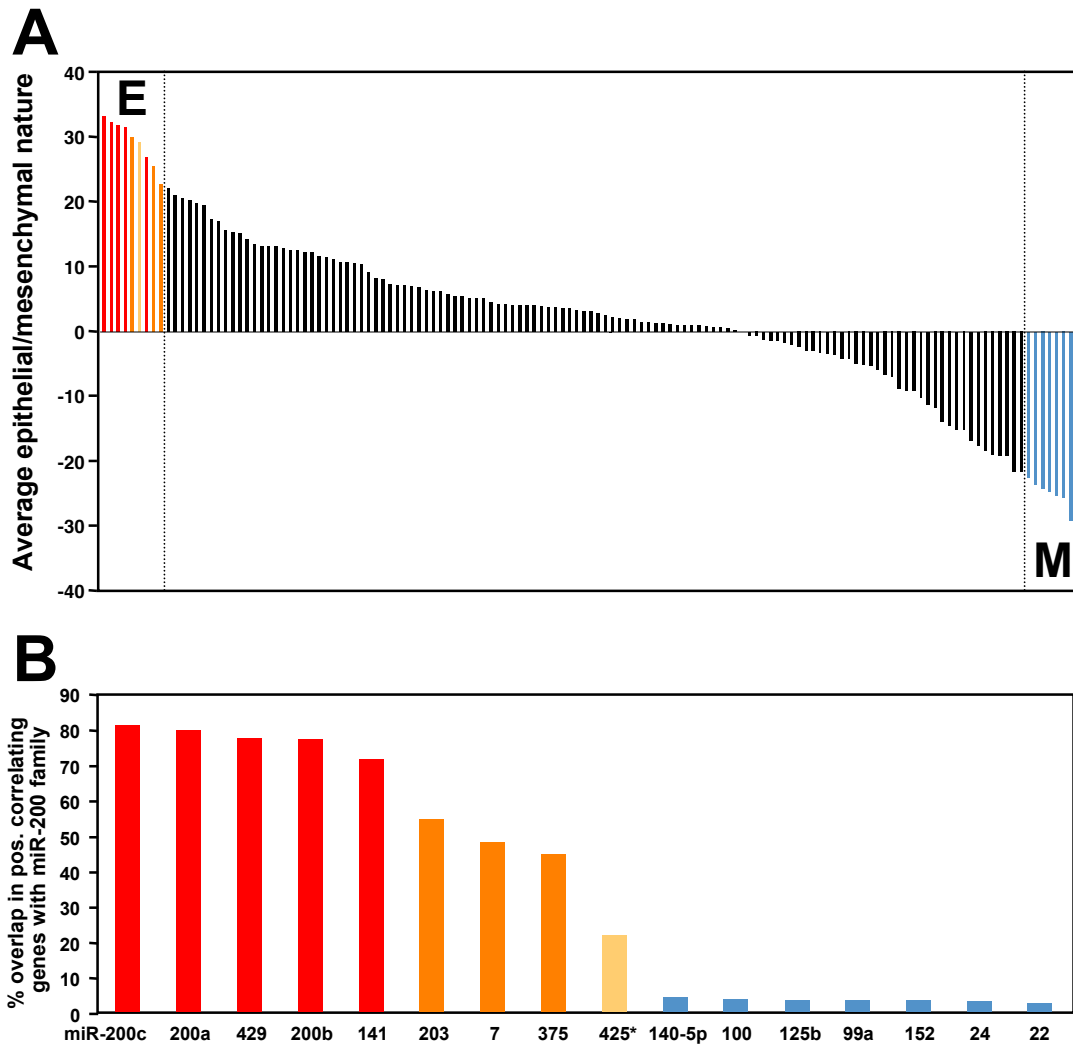 A
Average epithelial/mesenchymal nature
40
30
20
10
0
-10
-20
-30
-40
E
M
B
% overlap in pos. correlating
genes with miR-200 family
90
80
70
60
50
40
30
20
10
0
miR-200c 200a 429 200b 141 203 7 375 425* 140-5p 100 125b 99a 152 24 22